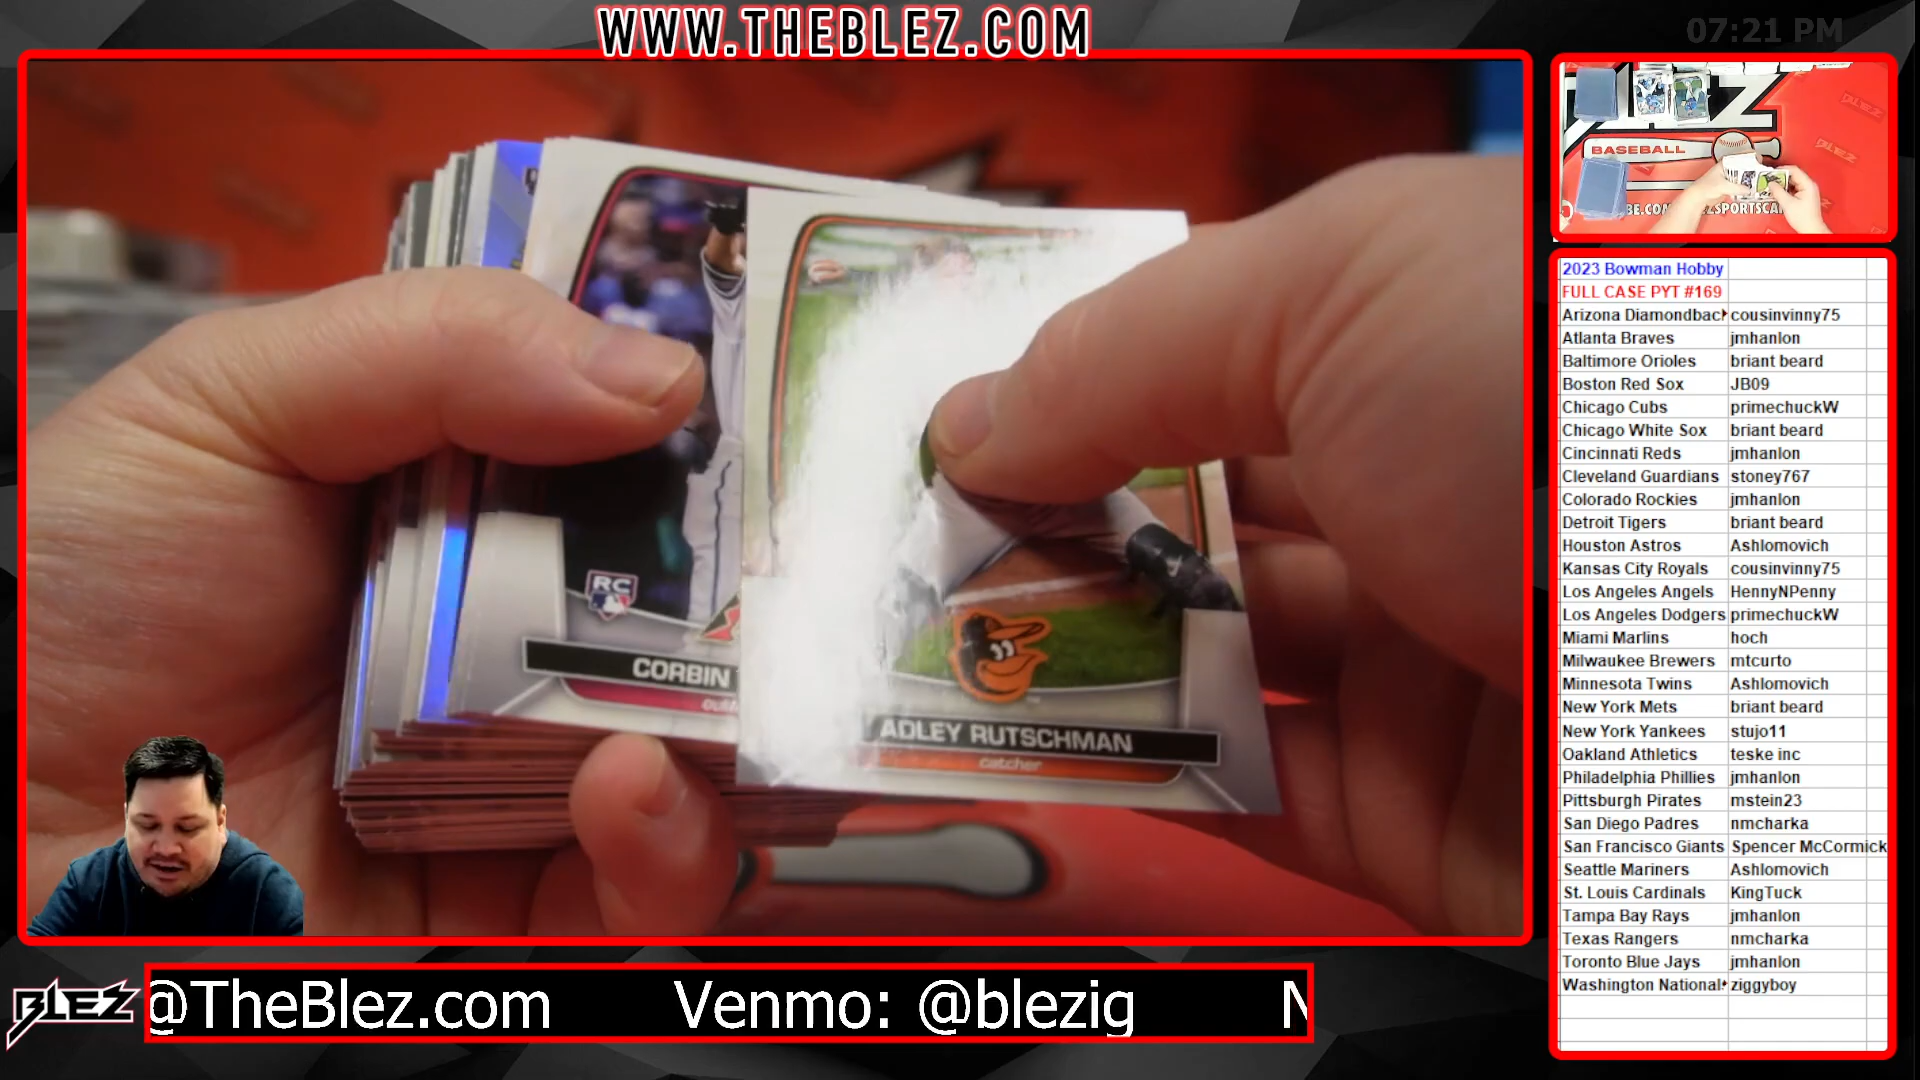 WWW.THEBLEZ.COM
07:21 PM
BASEBALL
RC
CORBIN
ADLEY RUTSCHMAN
catcher
2023 Bowman Hobby
FULL CASE PYT #169
Arizona Diamondbac cousinvinny75
Atlanta Braves jmhanlon
Baltimore Orioles briant beard
Boston Red Sox JB09
Chicago Cubs primechuckW
Chicago White Sox briant beard
Cincinnati Reds jmhanlon
Cleveland Guardians stoney767
Colorado Rockies jmhanlon
Detroit Tigers briant beard
Houston Astros Ashlomovich
Kansas City Royals cousinvinny75
Los Angeles Angels HennyNPenny
Los Angeles Dodgers primechuckW
Miami Marlins hoch
Milwaukee Brewers mtcurto
Minnesota Twins Ashlomovich
New York Mets briant beard
New York Yankees stujo11
Oakland Athletics teske inc
Philadelphia Phillies jmhanlon
Pittsburgh Pirates mstein23
San Diego Padres nmcharka
San Francisco Giants Spencer McCormick
Seattle Mariners Ashlomovich
St. Louis Cardinals KingTuck
Tampa Bay Rays jmhanlon
Texas Rangers nmcharka
Toronto Blue Jays jmhanlon
Washington National ziggyboy
BLEZ
@TheBlez.com Venmo: @blezig